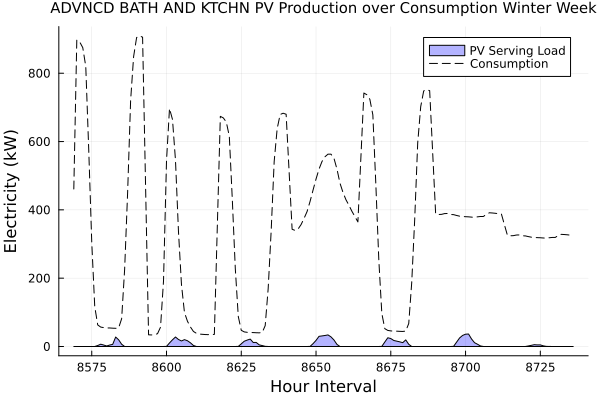 ADVNCD BATH AND KTCHN PV Production over Consumption Winter Week
PV Serving Load
Consumption
Electricity (kW)
800
600
400
200
0
8575
8600
8625
8650
8675
8700
8725
Hour Interval